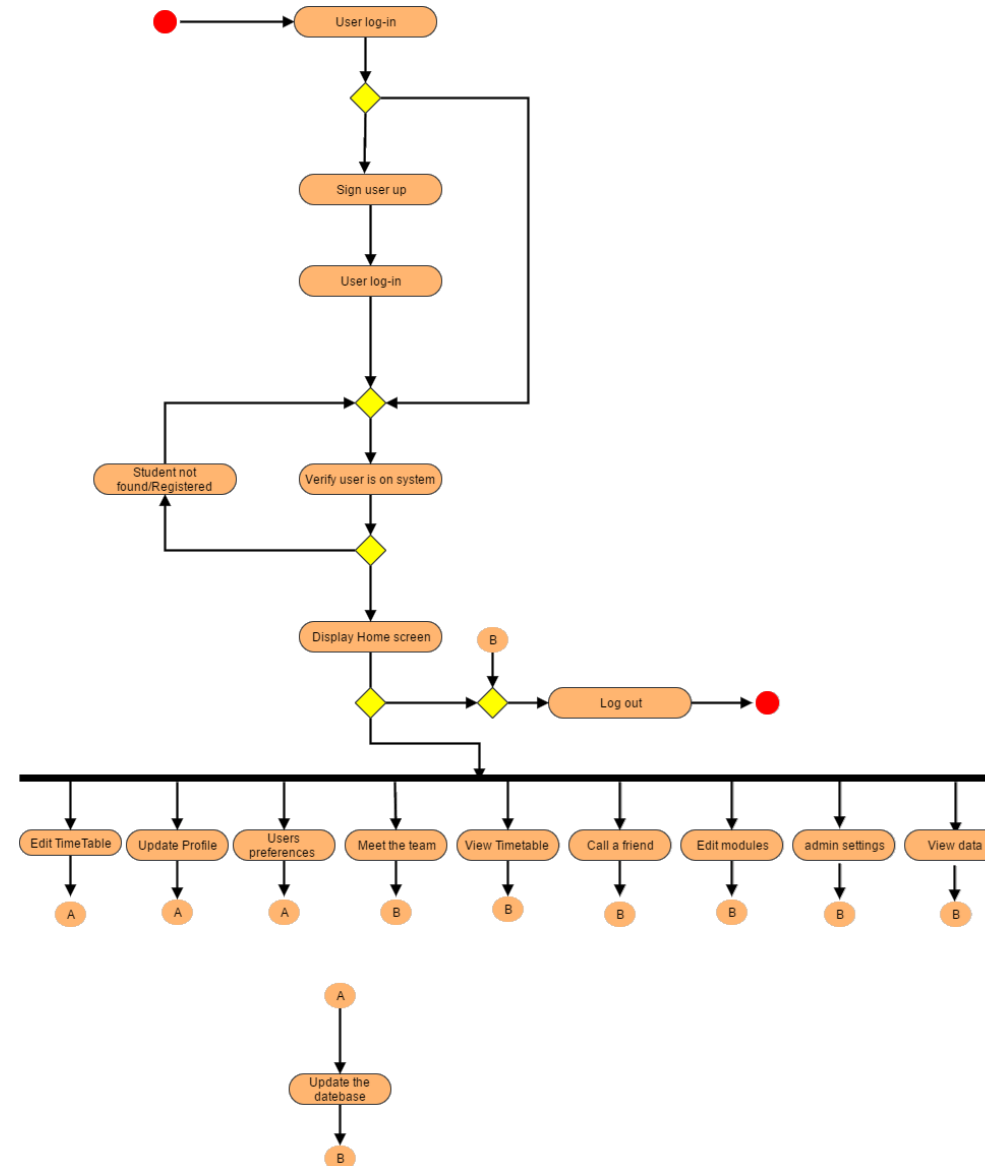 User log-in
Sign user up
User log-in
Student not
found/Registered
Verify user is on system
Display Home screen
B
Log out
Edit TimeTable
Update Profile
Users
preferences
Meet the team
View Timetable
Call a friend
Edit modules
admin settings
View data
A
A
A
B
B
B
B
B
B
A
Update the
datebase
B